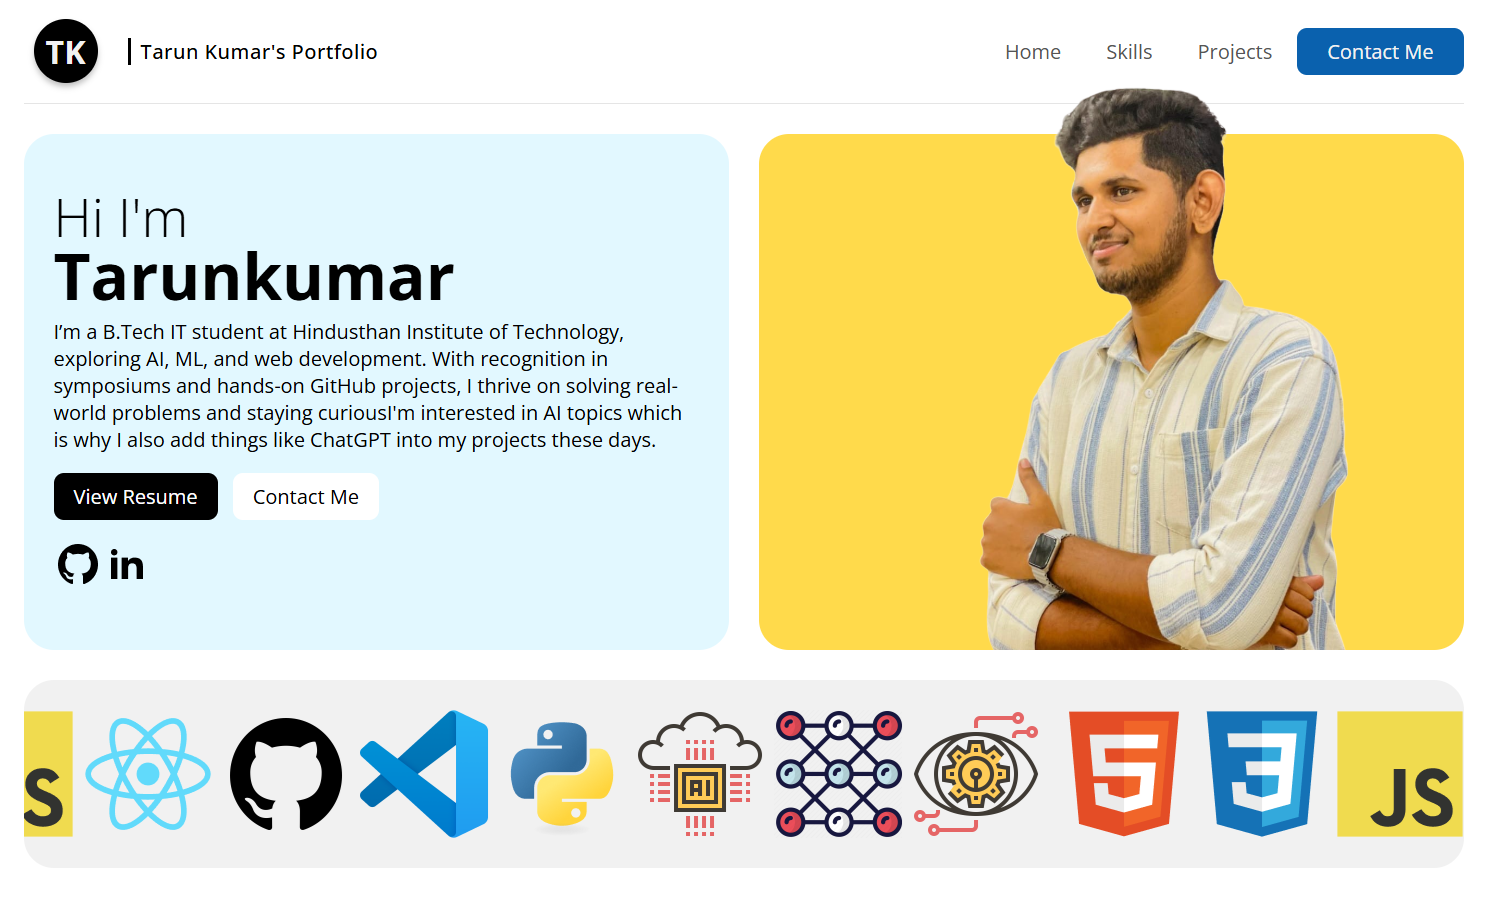 TK
Tarun Kumar's Portfolio
Home
Skills
Projects
Contact Me
Hi I'm
Tarunkumar
I’m a B.Tech IT student at Hindusthan Institute of Technology,
exploring AI, ML, and web development. With recognition in
symposiums and hands-on GitHub projects, I thrive on solving real-
world problems and staying curiousI'm interested in AI topics which
is why I also add things like ChatGPT into my projects these days.
View Resume
Contact Me
in
S
AI
5
3
JS